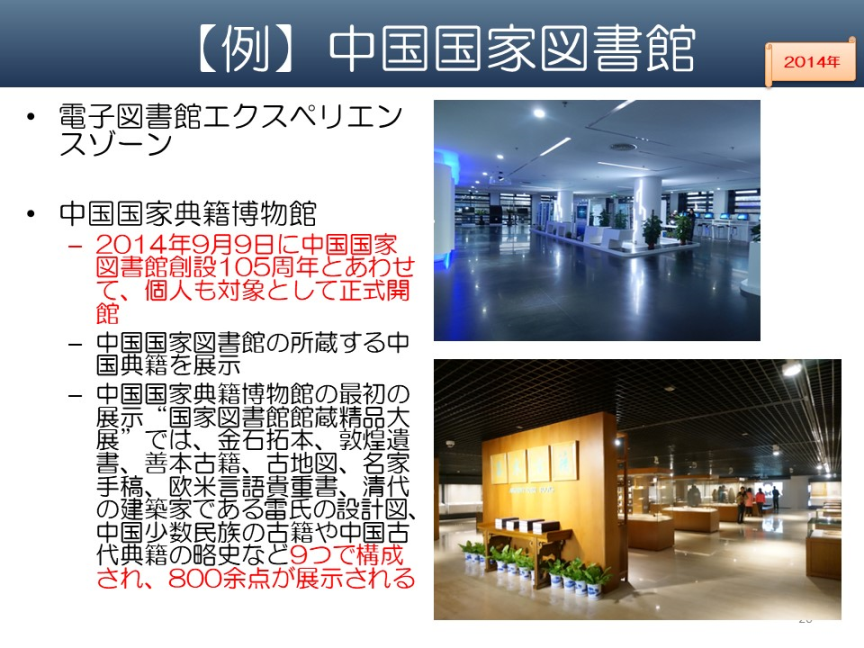 【例】中国国家図書館
2014年
• 電子図書館エクスペリエン
スゾーン
• 中国国家典籍博物館
– 2014年9月9日に中国国家
図書館創設105周年とあわせ
て、個人も対象として正式開
館
– 中国国家図書館の所蔵する中
国典籍を展示
– 中国国家典籍博物館の最初の
展示“国家図書館館蔵精品大
展”では、金石拓本、敦煌遺
書、善本古籍、古地図、名家
手稿、欧米言語貴重書、清代
の建築家である雷氏の設計図、
中国少数民族の古籍や中国古
代典籍の略史など9つで構成
され、800余点が展示される